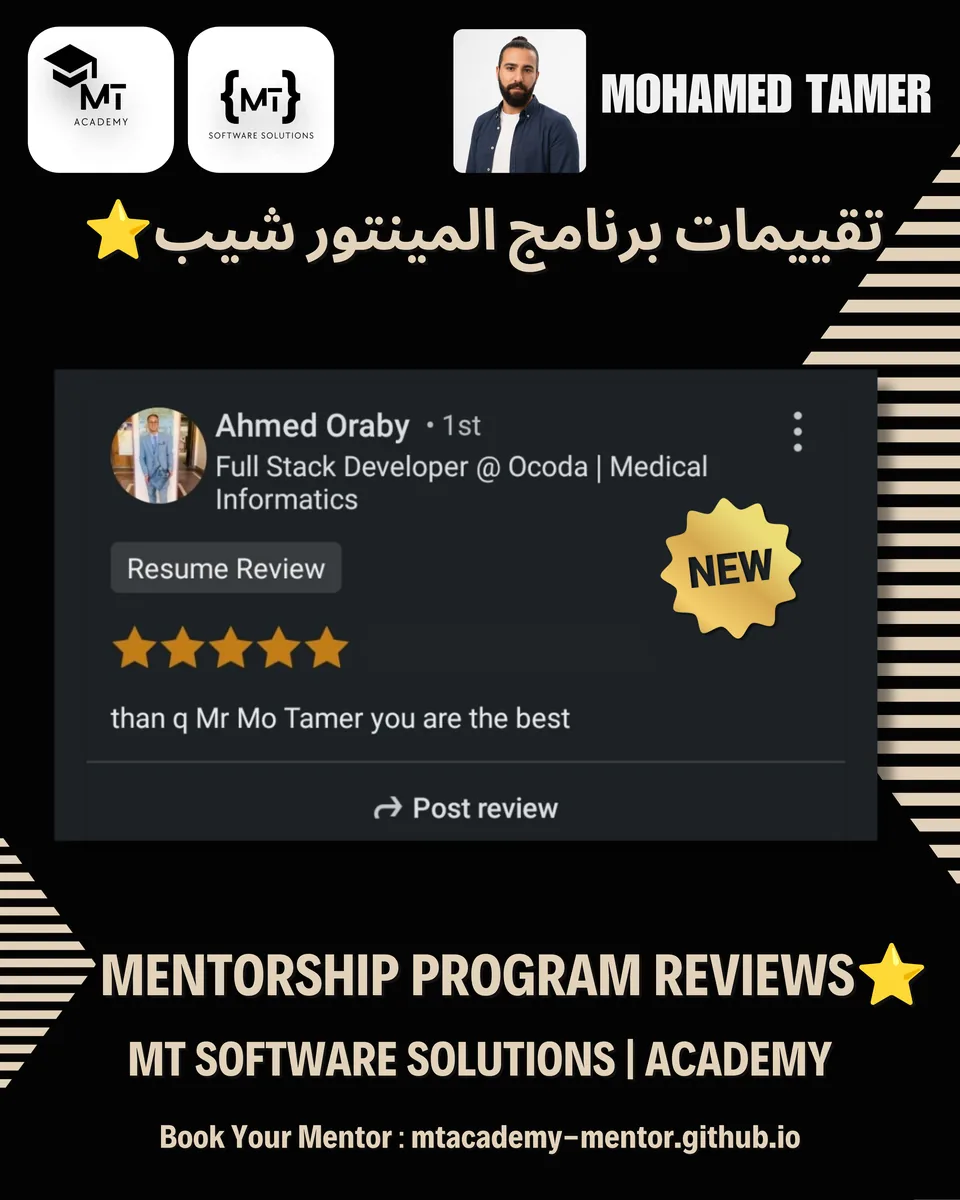 MT
ACADEMY
{MT}
SOFTWARE SOLUTIONS
MOHAMED TAMER
تقييمات برنامج المينتور شيب⭐
Ahmed Oraby • 1st
Full Stack Developer @ Ocoda | Medical
Informatics
Resume Review
NEW
than q Mr Mo Tamer you are the best
Post review
MENTORSHIP PROGRAM REVIEWS⭐
MT SOFTWARE SOLUTIONS | ACADEMY
Book Your Mentor : mtacademy-mentor.github.io